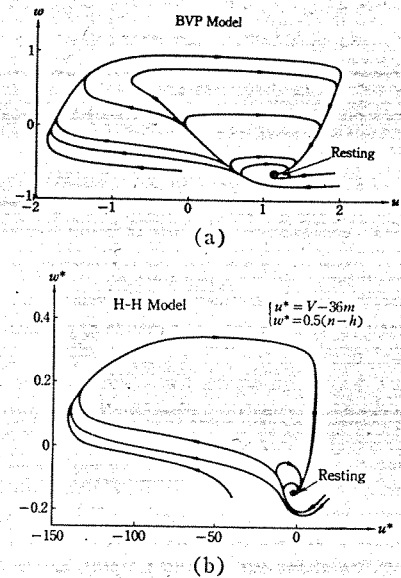 w
BVP Model
1
0
-1
-2
-1
0
1
2
u
Resting
(a)
w*
H-H Model
{u* = V-36m
w* = 0.5(n-h)
0.4
0.2
0
-0.2
Resting
-150
-100
-50
0
u*
(b)